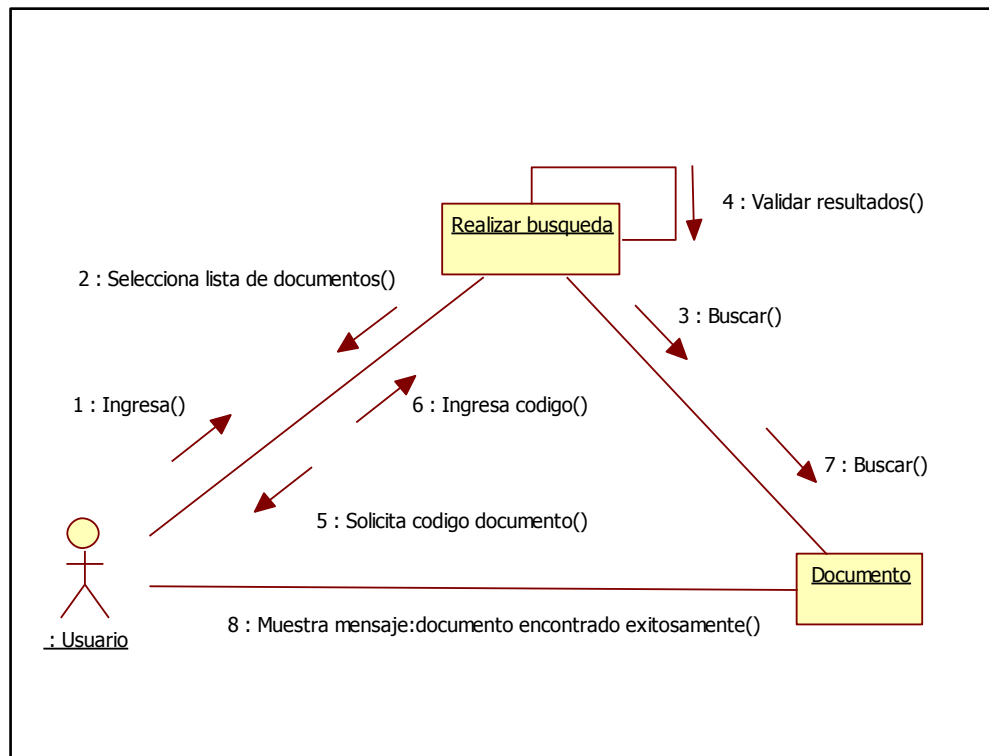 4 : Validar resultados()
Realizar busqueda
2 : Selecciona lista de documentos()
3 : Buscar()
1 : Ingresa()
6 : Ingresa codigo()
7 : Buscar()
5 : Solicita codigo documento()
Documento
8 : Muestra mensaje:documento encontrado exitosamente()
: Usuario